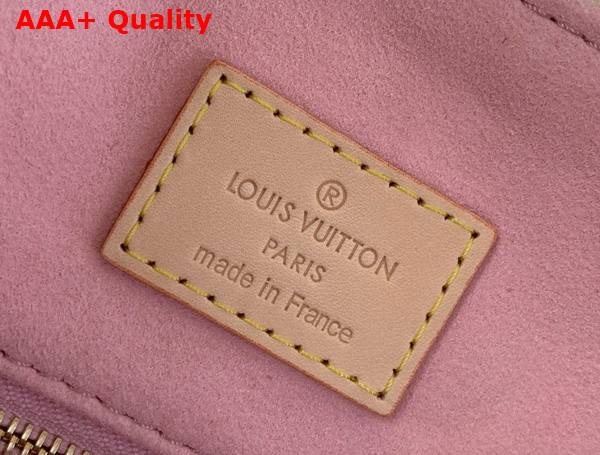 AAA+ Quality
®
LOUIS VUITTON
PARIS
made in France